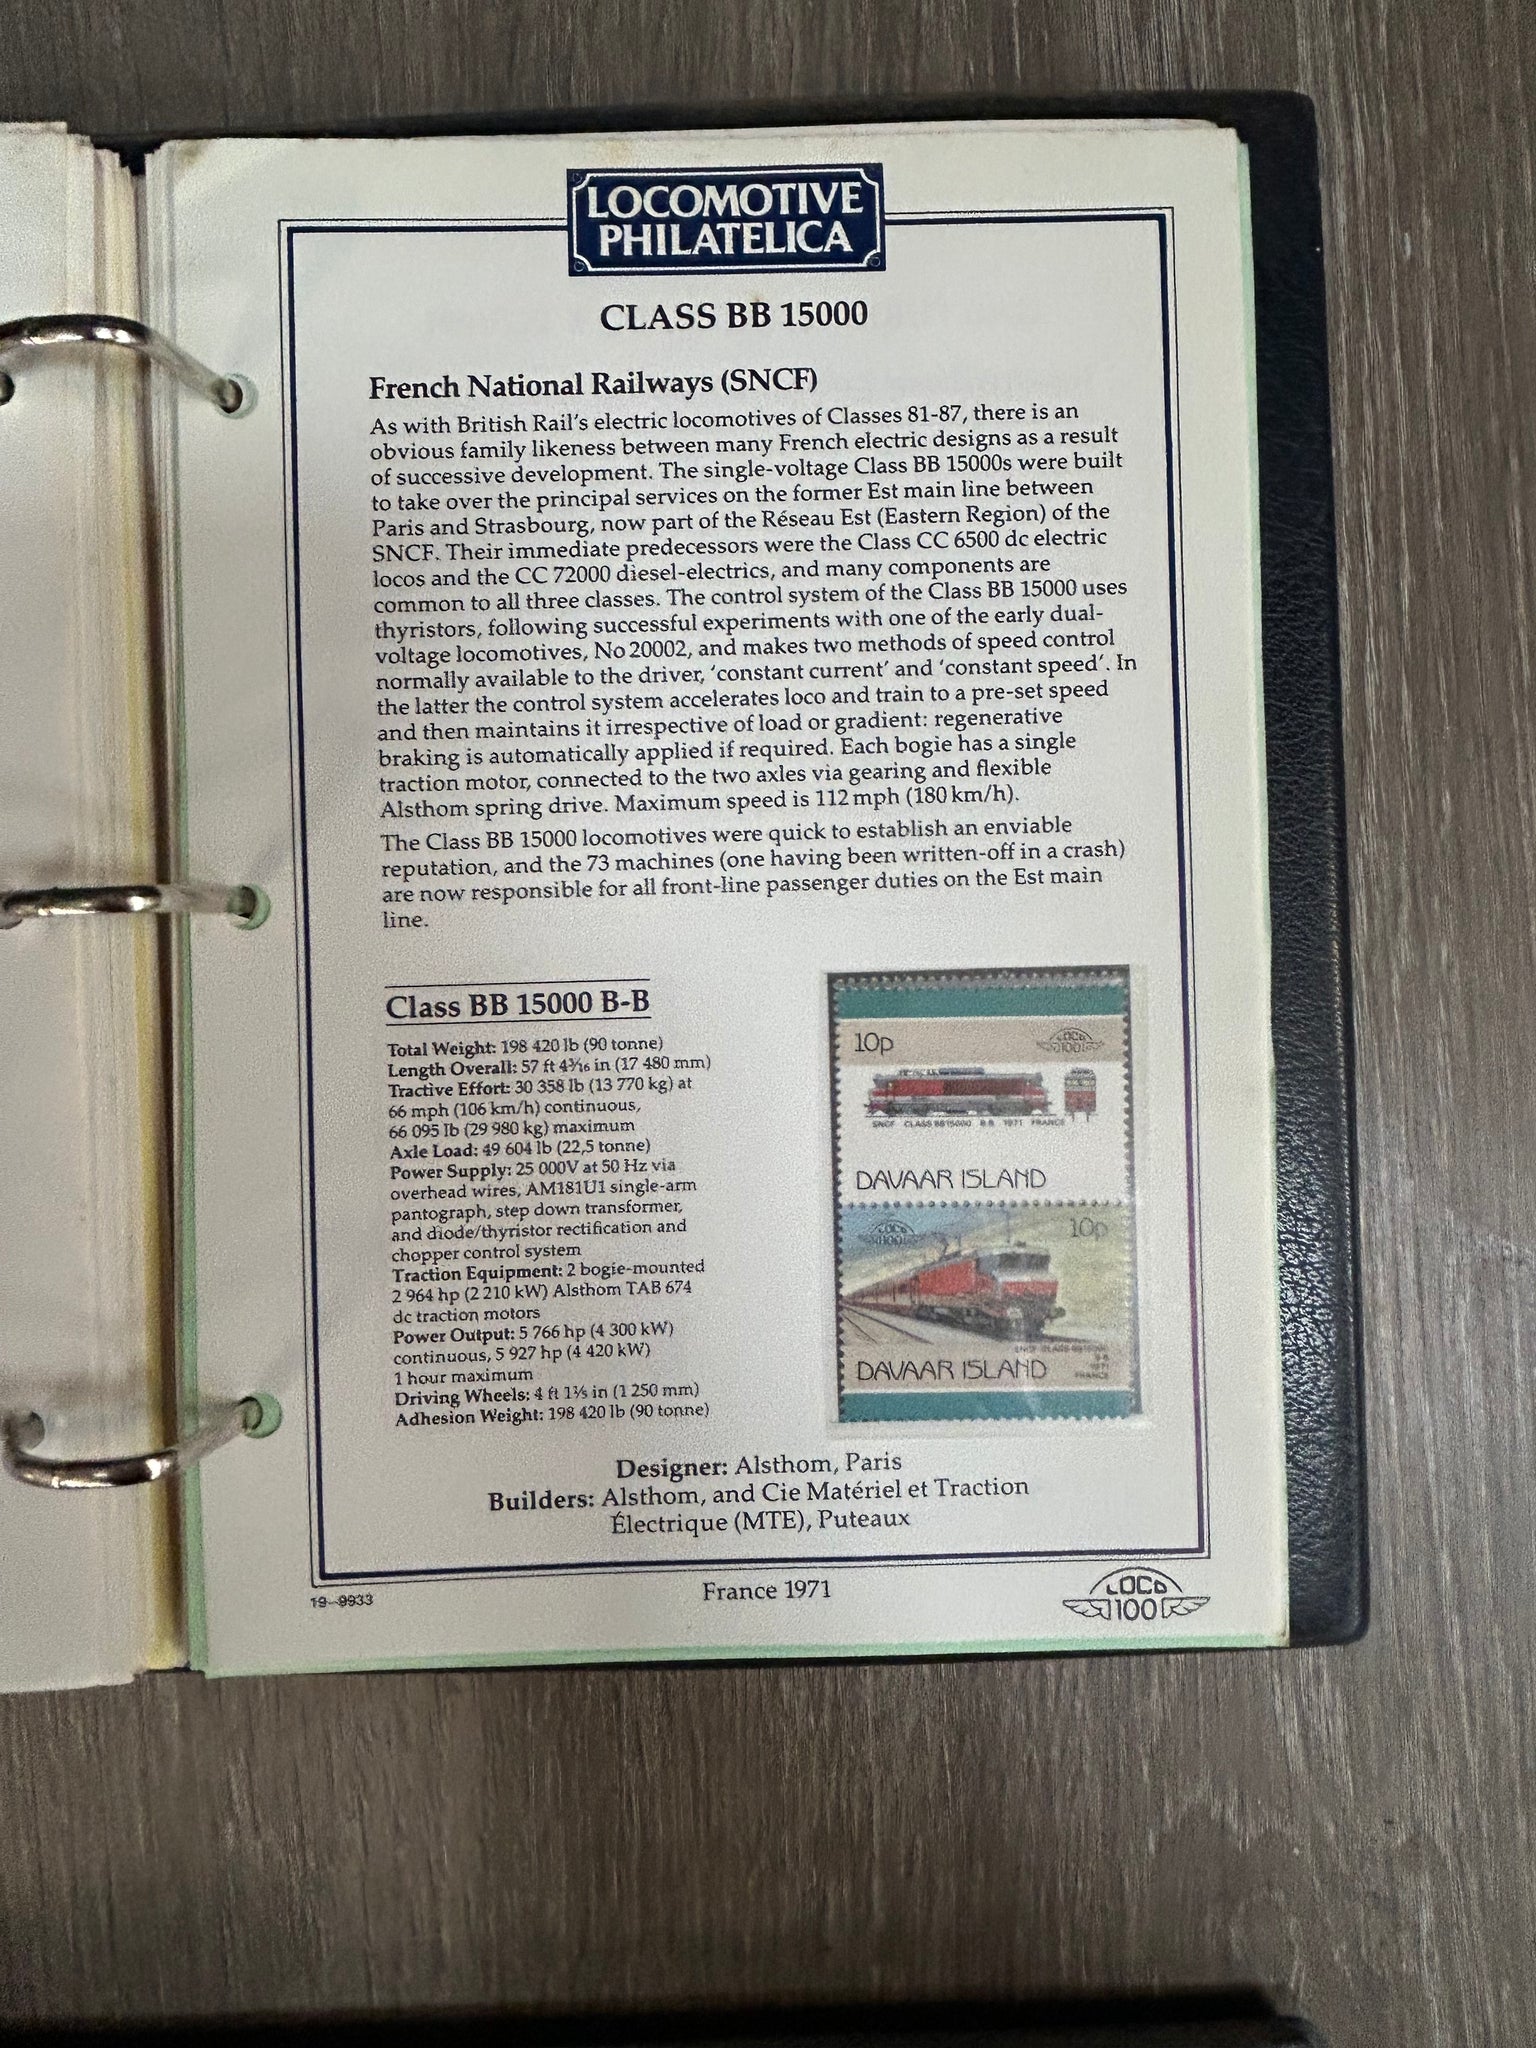 LOCOMOTIVE
PHILATELICA
CLASS BB 15000
French National Railways (SNCF)
As with British Rail's electric locomotives of Classes 81-87, there is an
obvious family likeness between many French electric designs as a result
of successive development. The single-voltage Class BB 15000s were built
to take over the principal services on the former Est main line between
Paris and Strasbourg, now part of the Réseau Est (Eastern Region) of the
SNCF. Their immediate predecessors were the Class CC 6500 dc electric
locos and the CC 72000 diesel-electrics, and many components are
common to all three classes. The control system of the Class BB 15000 uses
thyristors, following successful experiments with one of the early dual-
voltage locomotives, No 20002, and makes two methods of speed control
normally available to the driver, 'constant current' and 'constant speed'. In
the latter the control system accelerates loco and train to a pre-set speed
and then maintains it irrespective of load or gradient: regenerative
braking is automatically applied if required. Each bogie has a single
traction motor, connected to the two axles via gearing and flexible
Alsthom spring drive. Maximum speed is 112 mph (180 km/h).
The Class BB 15000 locomotives were quick to establish an enviable
reputation, and the 73 machines (one having been written-off in a crash)
are now responsible for all front-line passenger duties on the Est main
line.
Class BB 15000 B-B
Total Weight: 198 420 lb (90 tonne)
Length Overall: 57 ft 4 3/16 in (17 480 mm)
Tractive Effort: 30 358 lb (13 770 kg) at
66 mph (106 km/h) continuous,
66 095 lb (29 980 kg) maximum
Axle Load: 49 604 lb (22,5 tonne)
Power Supply: 25 000V at 50 Hz via
overhead wires, AM181U1 single-arm
pantograph, step down transformer,
and diode/thyristor rectification and
chopper control system
Traction Equipment: 2 bogie-mounted
2 964 hp (2 210 kW) Alsthom TAB 674
dc traction motors
Power Output: 5 766 hp (4 300 kW)
continuous, 5 927 hp (4 420 kW)
1 hour maximum
Driving Wheels: 4 ft 1⅕ in (1 250 mm)
Adhesion Weight: 198 420 lb (90 tonne)
10p
LOCO
100
SNCF CLASS BB15000 B-B 1971 FRANCE
DAVAAR ISLAND
LOCO
100
10p
SNCF CLASS BB15000
B-B
1971
FRANCE
DAVAAR ISLAND
Designer: Alsthom, Paris
Builders: Alsthom, and Cie Matériel et Traction
Électrique (MTE), Puteaux
19-9933
France 1971
LOCO
100